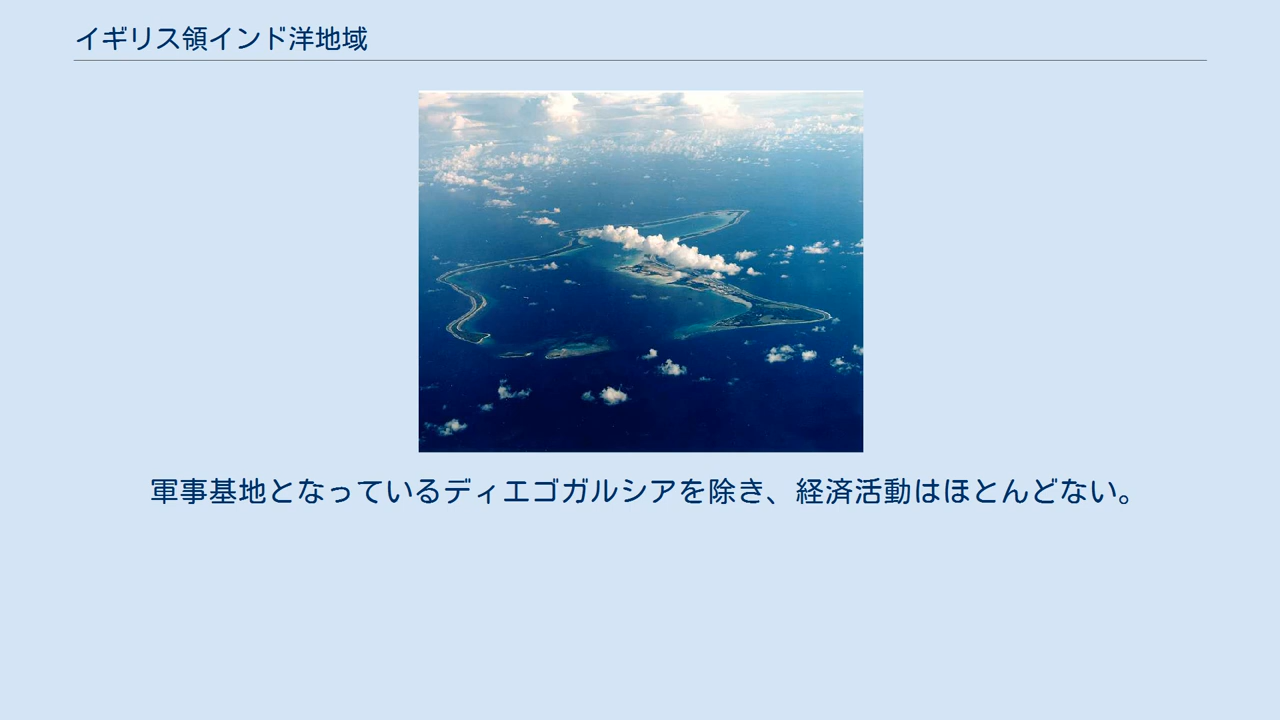 イギリス領インド洋地域
軍事基地となっているディエゴガルシアを除き、経済活動はほとんどない。